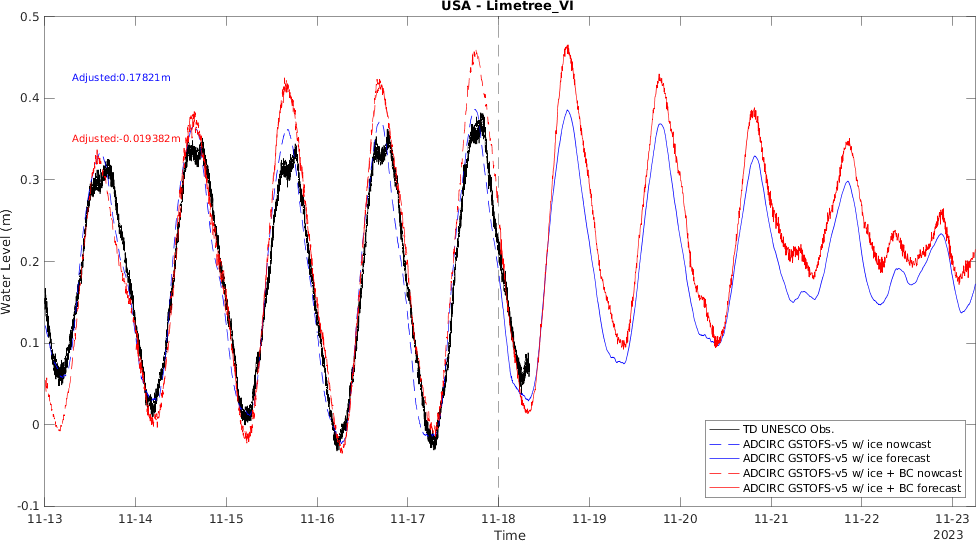 USA - Limetree_VI
0.5
0.4
0.3
0.2
0.1
0
-0.1
Water Level (m)
Adjusted:0.17821m
Adjusted:-0.019382m
TD UNESCO Obs.
ADCIRC GSTOFS-v5 w/ ice nowcast
ADCIRC GSTOFS-v5 w/ ice forecast
ADCIRC GSTOFS-v5 w/ ice + BC nowcast
ADCIRC GSTOFS-v5 w/ ice + BC forecast
11-13 11-14 11-15 11-16 11-17 11-18 11-19 11-20 11-21 11-22 11-23
Time
2023